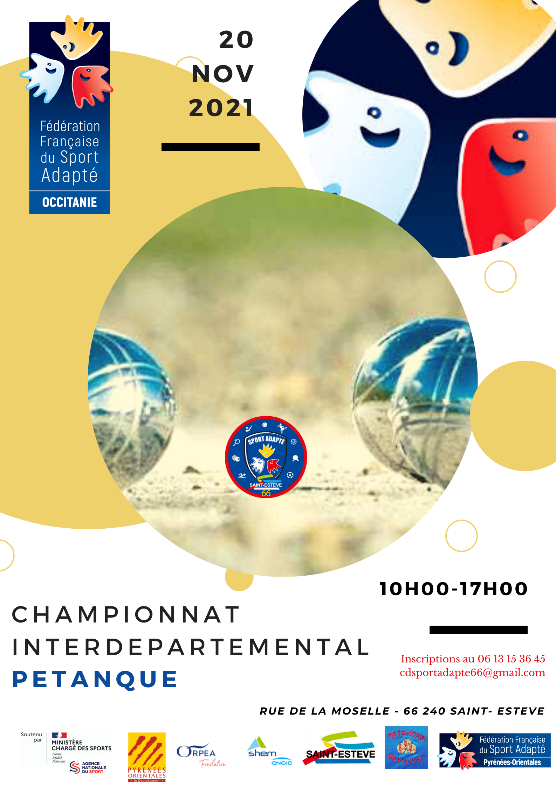 20
NOV
2021
Fédération
Française
du Sport
Adapté
OCCITANIE
SPORT ADAPTE
SAINT-ESTEVE
66
10H00-17H00
CHAMPIONNAT
INTERDEPARTEMENTAL
PETANQUE
Inscriptions au 06 13 15 36 45
cdsportadapte66@gmail.com
RUE DE LA MOSELLE - 66 240 SAINT- ESTEVE
Soutenu
par
MINISTÈRE
CHARGÉ DES SPORTS
AGENCE
NATIONALE
DU SPORT
PYRÉNÉES
ORIENTALES
ORPEA
Fondation
shem
ENGIE
SAINT-ESTEVE
Fédération Française
du Sport Adapté
Pyrénées-Orientales